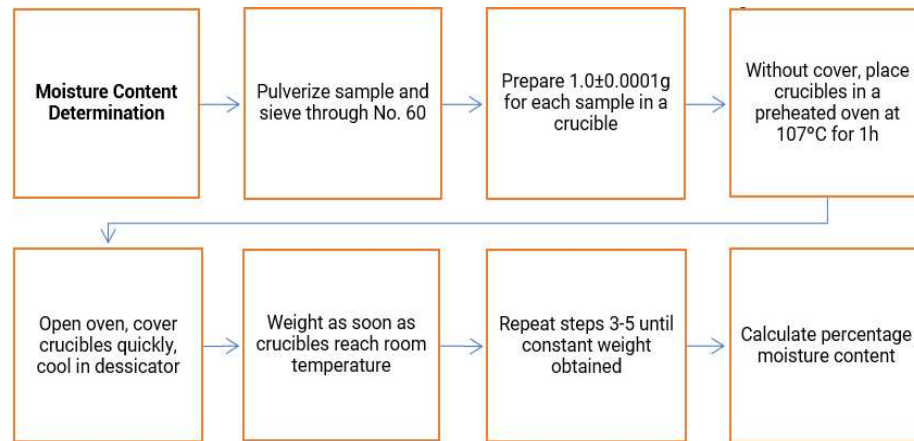 Moisture Content
Determination
Pulverize sample and
sieve through No. 60
Prepare 1.0±0.0001g
for each sample in a
crucible
Without cover, place
crucibles in a
preheated oven at
107ºC for 1h
Open oven, cover
crucibles quickly,
cool in dessicator
Weight as soon as
crucibles reach room
temperature
Repeat steps 3-5 until
constant weight
obtained
Calculate percentage
moisture content